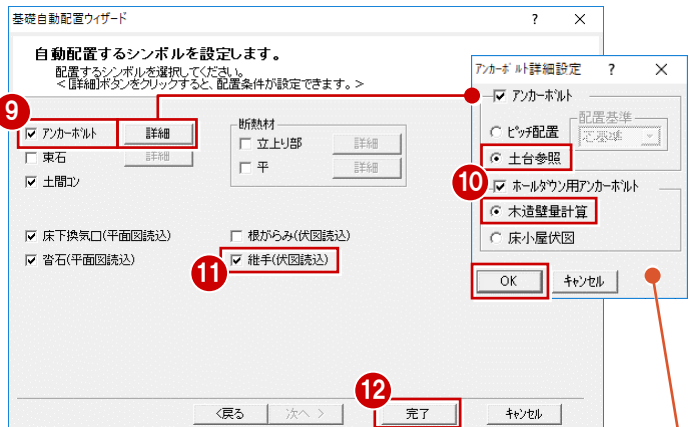 基礎自動配置ウィザード ? ×
自動配置するシンボルを設定します。
配置するシンボルを選択してください。
<［詳細]ボタンをクリックすると、配置条件が設定できます。>
9
アンカーボルト 詳細
束石 詳細
土間コン
断熱材
立上り部 詳細
平 詳細
床下換気口(平面図読込)
根がらみ(伏図読込)
沓石(平面図読込)
11
継手(伏図読込)
12
<戻る 次へ > 完了 キャンセル
アンカーボルト詳細設定 ? ×
アンカーボルト
ピッチ配置
配置基準
芯基準
土台参照
10
ホールダウン用アンカーボルト
木造壁量計算
床小屋伏図
OK キャンセル